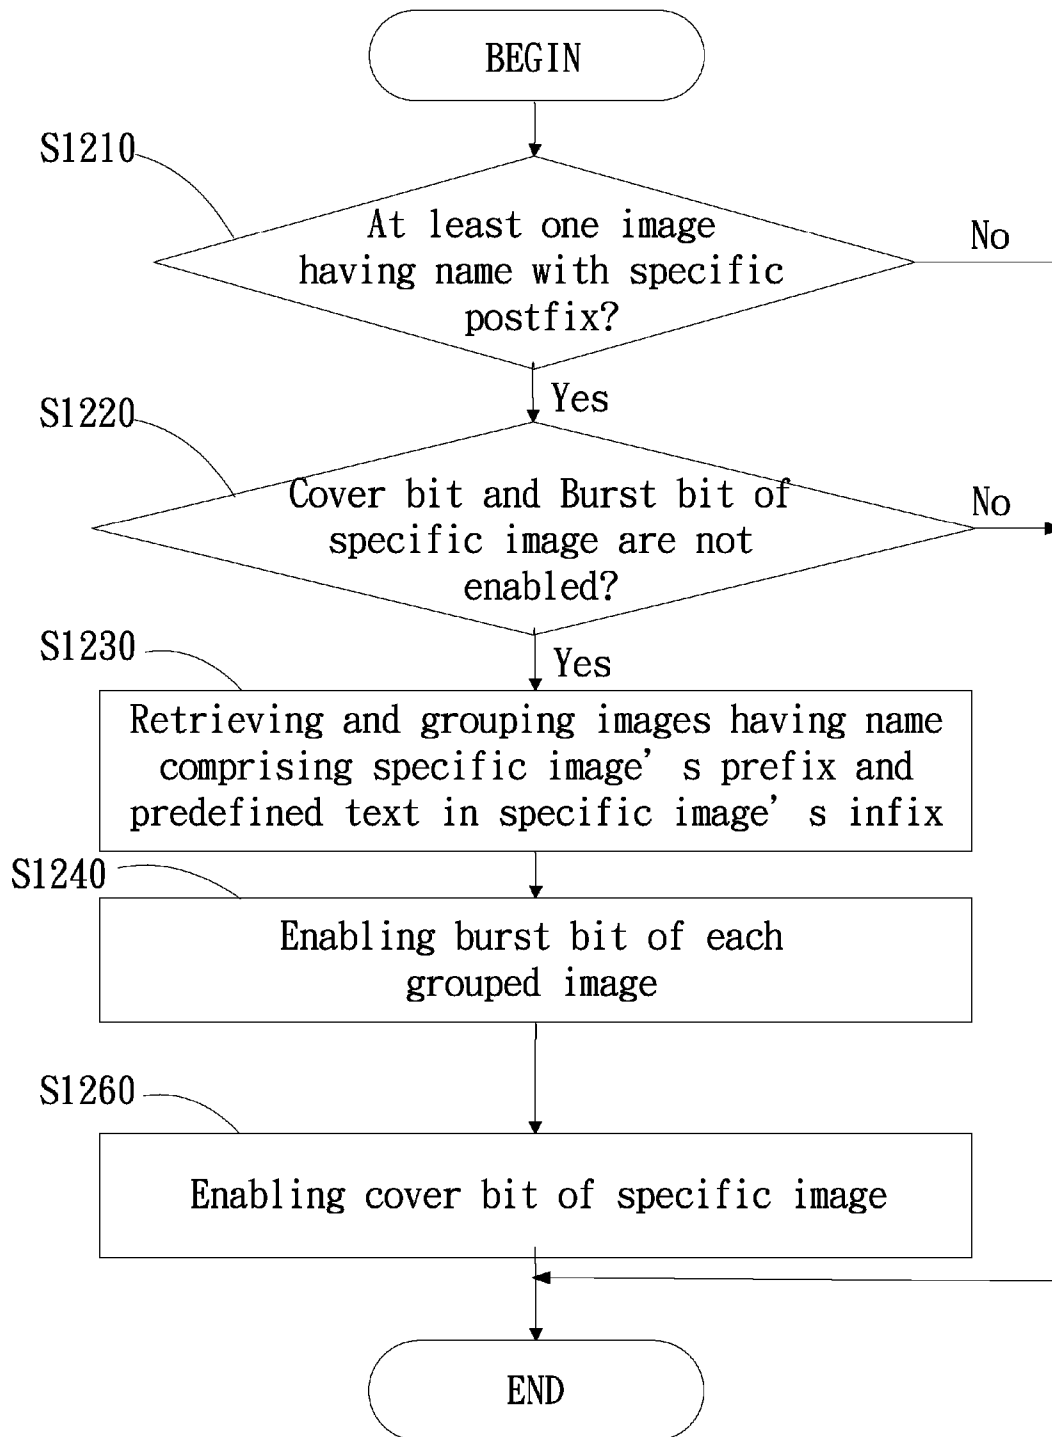 BEGIN
S1210
At least one image
having name with specific
postfix?
No
Yes
S1220
Cover bit and Burst bit of
specific image are not
enabled?
No
Yes
S1230
Retrieving and grouping images having name
comprising specific image's prefix and
predefined text in specific image's infix
S1240
Enabling burst bit of each
grouped image
S1260
Enabling cover bit of specific image
END